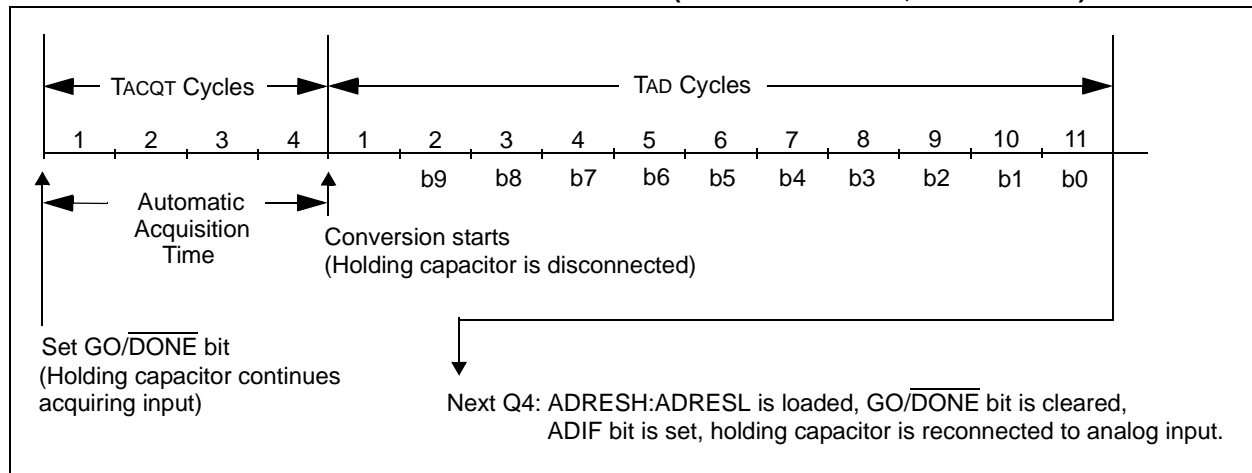 TACQT Cycles TAD Cycles
1 2 3 4 1 2 3 4 5 6 7 8 9 10 11
b9 b8 b7 b6 b5 b4 b3 b2 b1 b0
Automatic
Acquisition
Time
Conversion starts
(Holding capacitor is disconnected)
Set GO/DONE bit
(Holding capacitor continues
acquiring input)
Next Q4: ADRESH:ADRESL is loaded, GO/DONE bit is cleared,
ADIF bit is set, holding capacitor is reconnected to analog input.